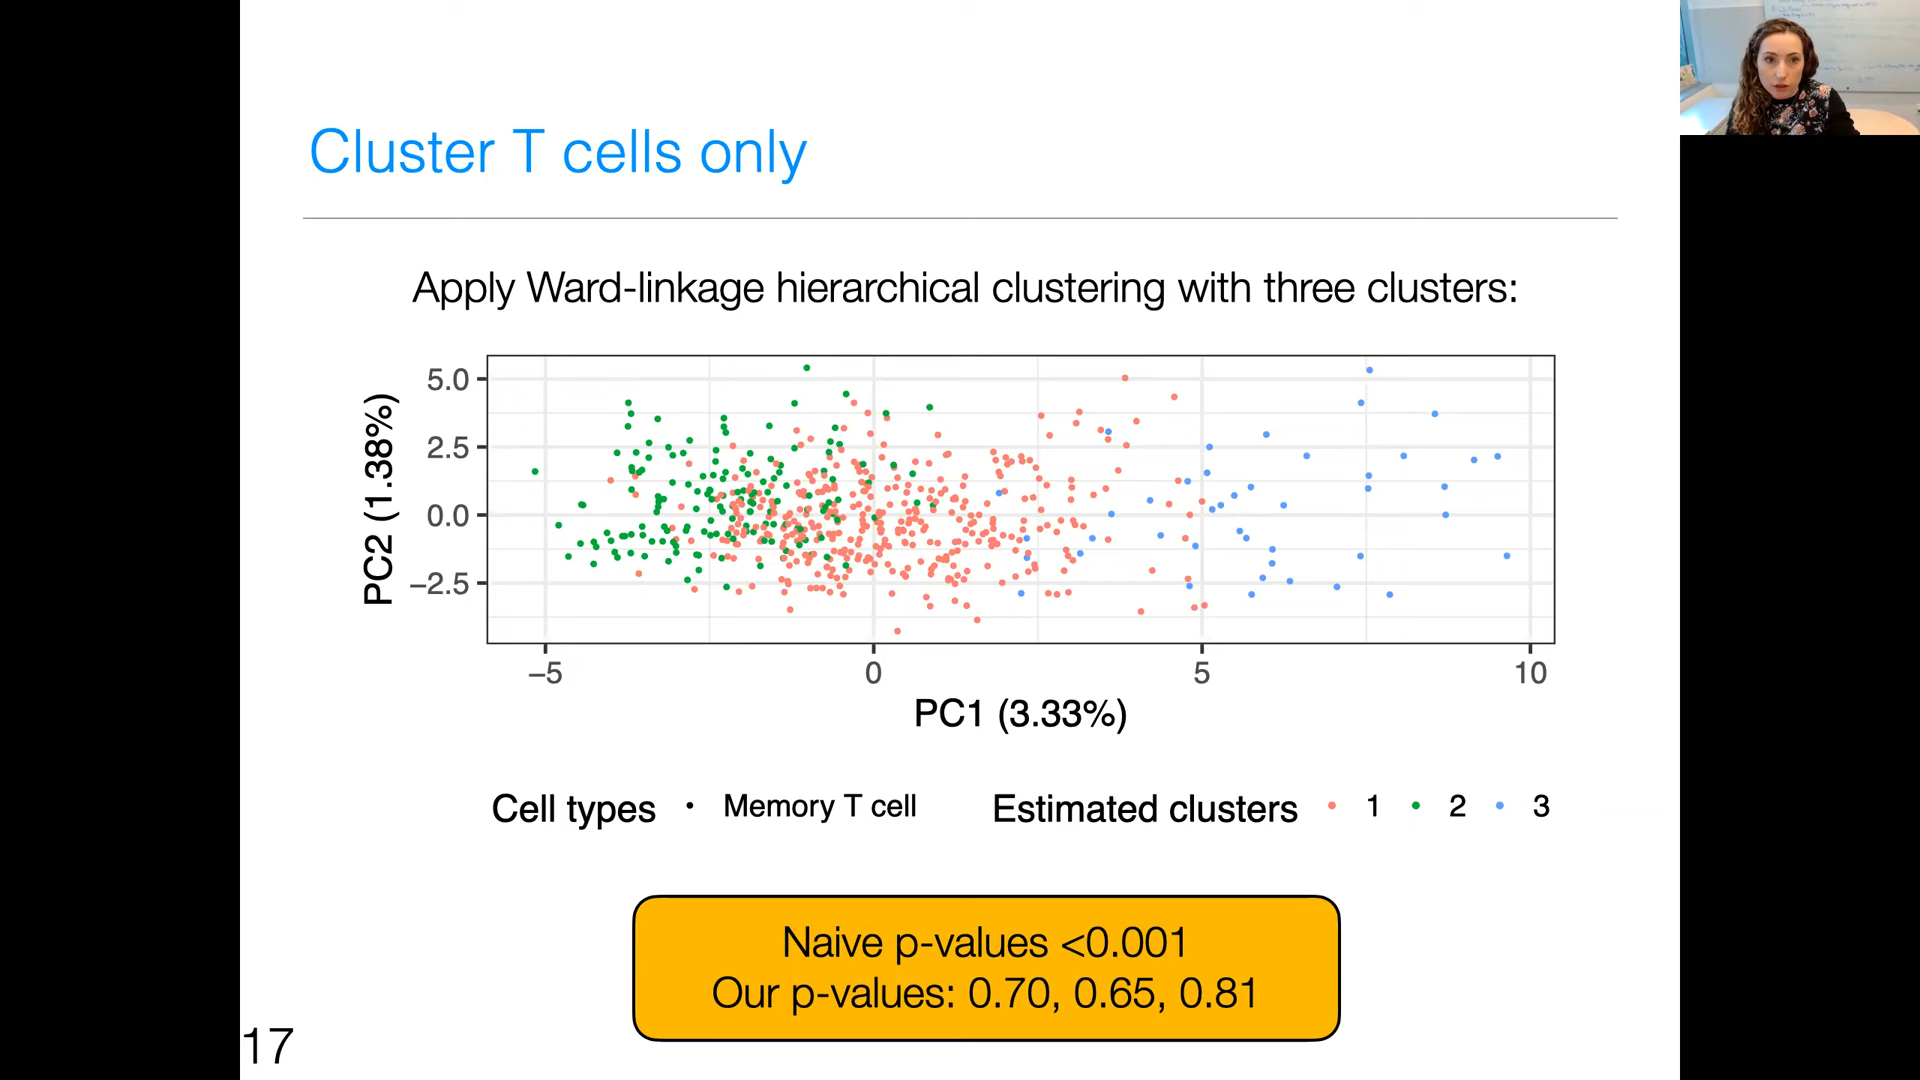 Cluster T cells only
Apply Ward-linkage hierarchical clustering with three clusters:
5.0
2.5
0.0
−2.5
PC2 (1.38%)
−5 0 5 10
PC1 (3.33%)
Cell types Memory T cell Estimated clusters 1 2 3
Naive p-values <0.001
Our p-values: 0.70, 0.65, 0.81
17